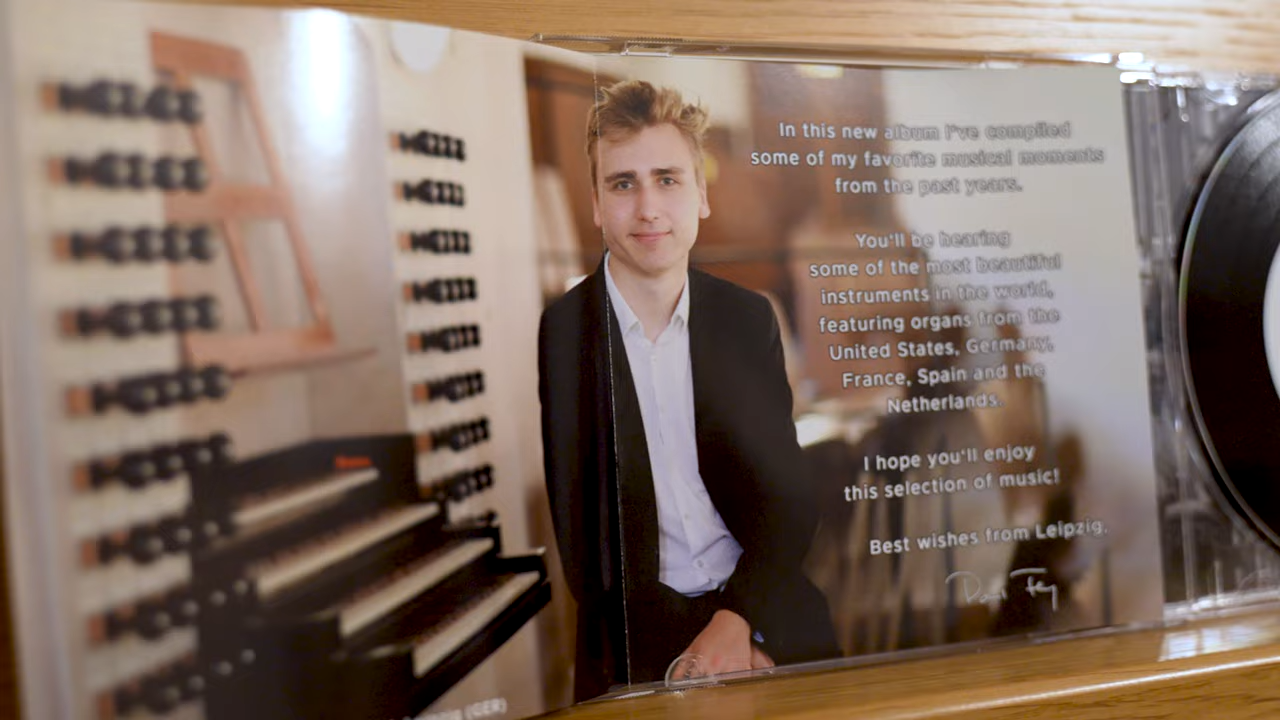 In this new album I've compiled
some of my favorite musical moments
from the past years.
You'll be hearing
some of the most beautiful
instruments in the world,
featuring organs from the
United States, Germany,
France, Spain and the
Netherlands.
I hope you'll enjoy
this selection of music!
Best wishes from Leipzig,
(GER)